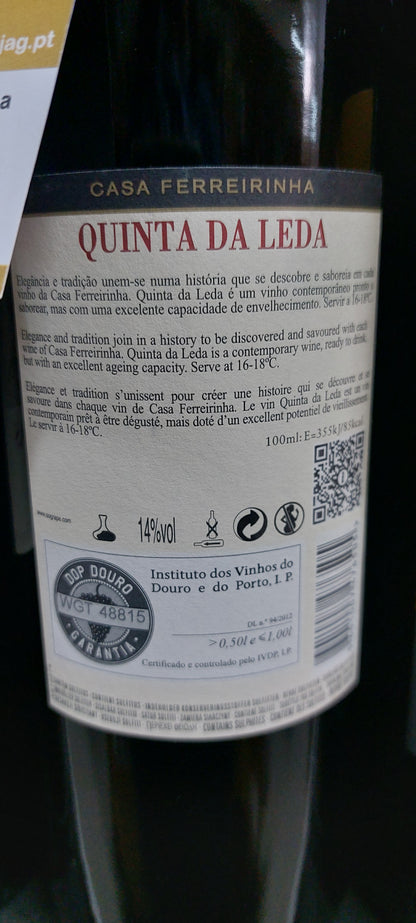 jag.pt
a
CASA FERREIRINHA
QUINTA DA LEDA
Elegância e tradição unem-se numa história que se descobre e saboreia em cada
vinho da Casa Ferreirinha. Quinta da Leda é um vinho contemporâneo pronto a
saborear, mas com uma excelente capacidade de envelhecimento. Servir a 16-18ºC.
Elegance and tradition join in a history to be discovered and savoured with each
wine of Casa Ferreirinha. Quinta da Leda is a contemporary wine, ready to drink,
but with an excellent ageing capacity. Serve at 16-18ºC.
Elégance et tradition s'unissent pour créer une histoire qui se découvre et se
savoure dans chaque vin de Casa Ferreirinha. Le vin Quinta da Leda est un vin
contemporain prêt à être dégusté, mais doté d'un excellent potentiel de vieillissement.
Le servir à 16-18ºC.
100ml: E=355kJ/85kcal
www.sogrape.com
14%vol
DOP DOURO
WGT 48815
GARANTIA
Instituto dos Vinhos do
Douro e do Porto, I. P.
DL n.º 94/2012
>0,50l e ≤1,00l
Certificado e controlado pelo IVDP, I.P.
CONTAINS SULPHITES